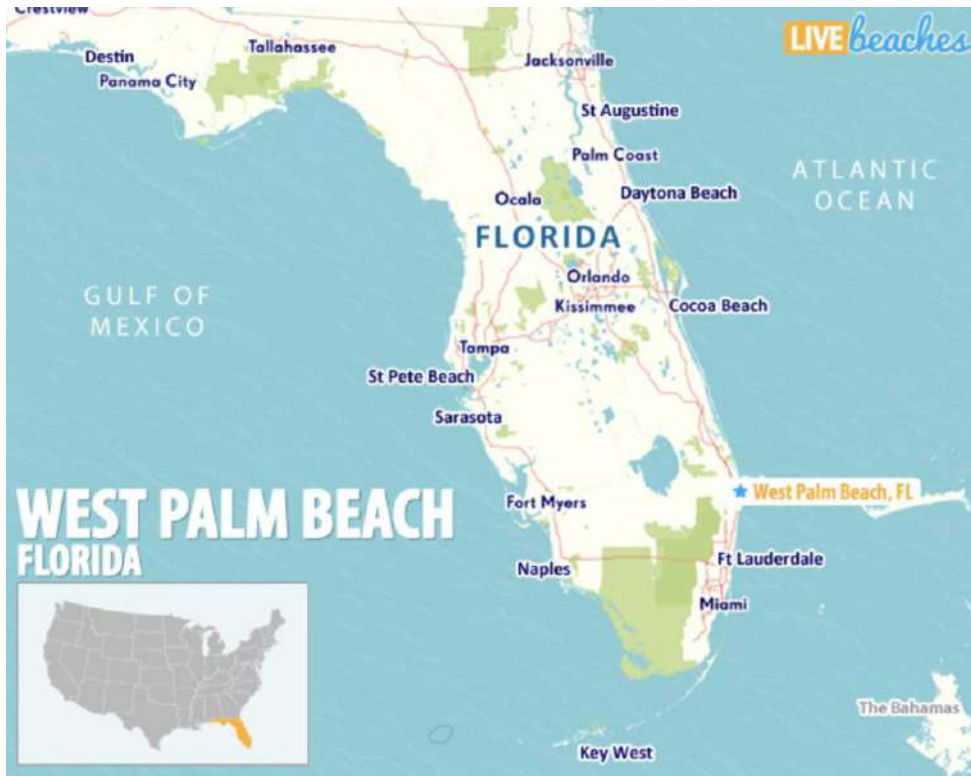 Crestview
LIVE beaches
Tallahassee
Destin
Jacksonville
Panama City
St Augustine
Palm Coast
ATLANTIC
OCEAN
Daytona Beach
Ocala
FLORIDA
Orlando
GULF OF
MEXICO
Kissimmee
Cocoa Beach
Tampa
St Pete Beach
Sarasota
West Palm Beach, FL
Fort Myers
WEST PALM BEACH
FLORIDA
Ft Lauderdale
Naples
Miami
The Bahamas
Key West